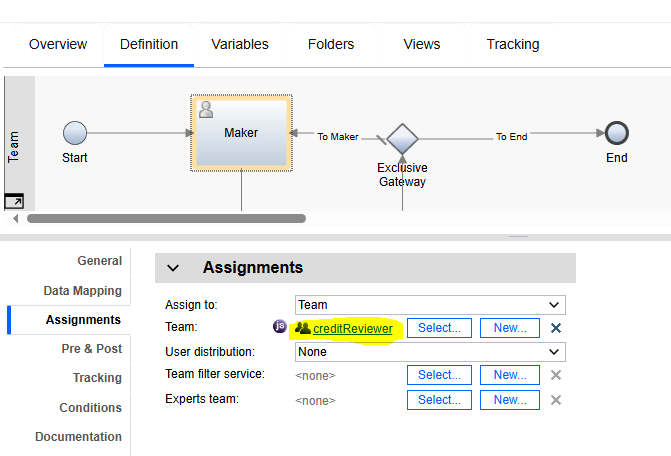 Overview Definition Variables Folders Views Tracking
Team
Start
Maker
To Maker
Exclusive
Gateway
To End
End
General
Data Mapping
Assignments
Pre & Post
Tracking
Conditions
Documentation
Assignments
Assign to: Team
Team: js creditReviewer Select... New...
User distribution: None
Team filter service: <none> Select... New...
Experts team: <none> Select... New...